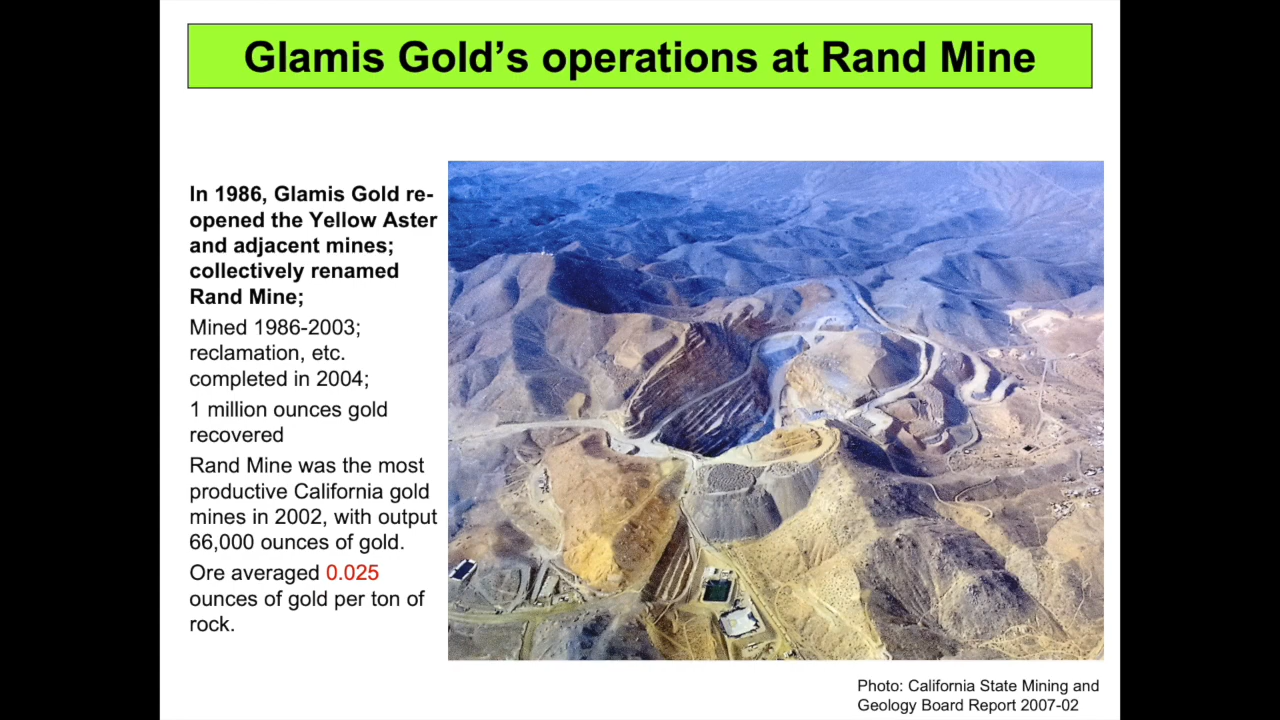 Glamis Gold’s operations at Rand Mine
In 1986, Glamis Gold re-
opened the Yellow Aster
and adjacent mines;
collectively renamed
Rand Mine;
Mined 1986-2003;
reclamation, etc.
completed in 2004;
1 million ounces gold
recovered
Rand Mine was the most
productive California gold
mines in 2002, with output
66,000 ounces of gold.
Ore averaged 0.025
ounces of gold per ton of
rock.
Photo: California State Mining and
Geology Board Report 2007-02